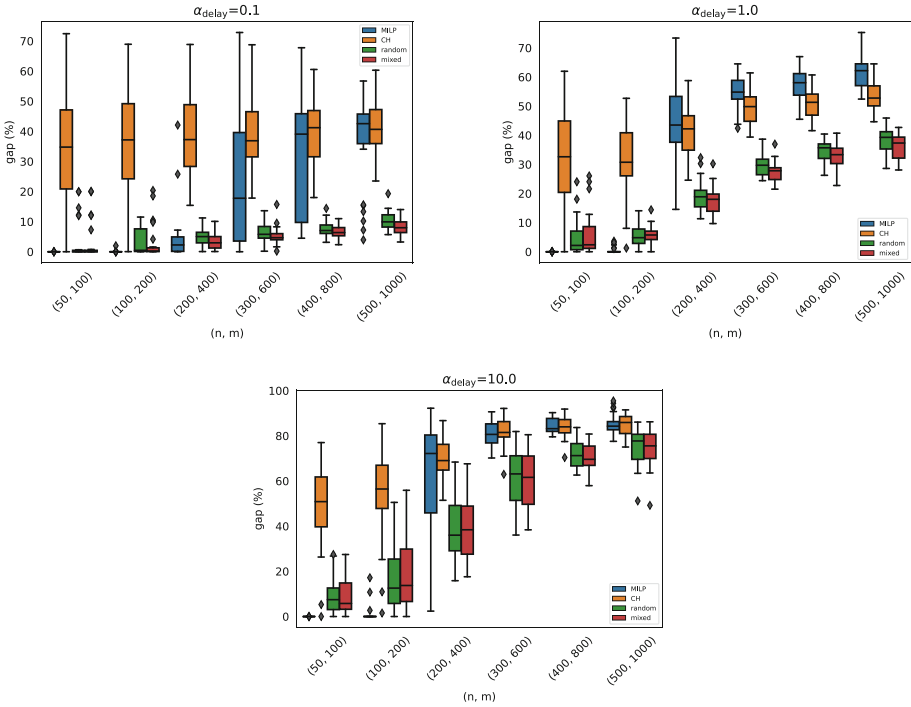 α_delay=0.1
gap (%)
70
60
50
40
30
20
10
0
MILP
CH
random
mixed
(50, 100)
(100, 200)
(200, 400)
(300, 600)
(400, 800)
(500, 1000)
(n, m)
α_delay=1.0
gap (%)
70
60
50
40
30
20
10
0
MILP
CH
random
mixed
(50, 100)
(100, 200)
(200, 400)
(300, 600)
(400, 800)
(500, 1000)
(n, m)
α_delay=10.0
gap (%)
100
80
60
40
20
0
MILP
CH
random
mixed
(50, 100)
(100, 200)
(200, 400)
(300, 600)
(400, 800)
(500, 1000)
(n, m)